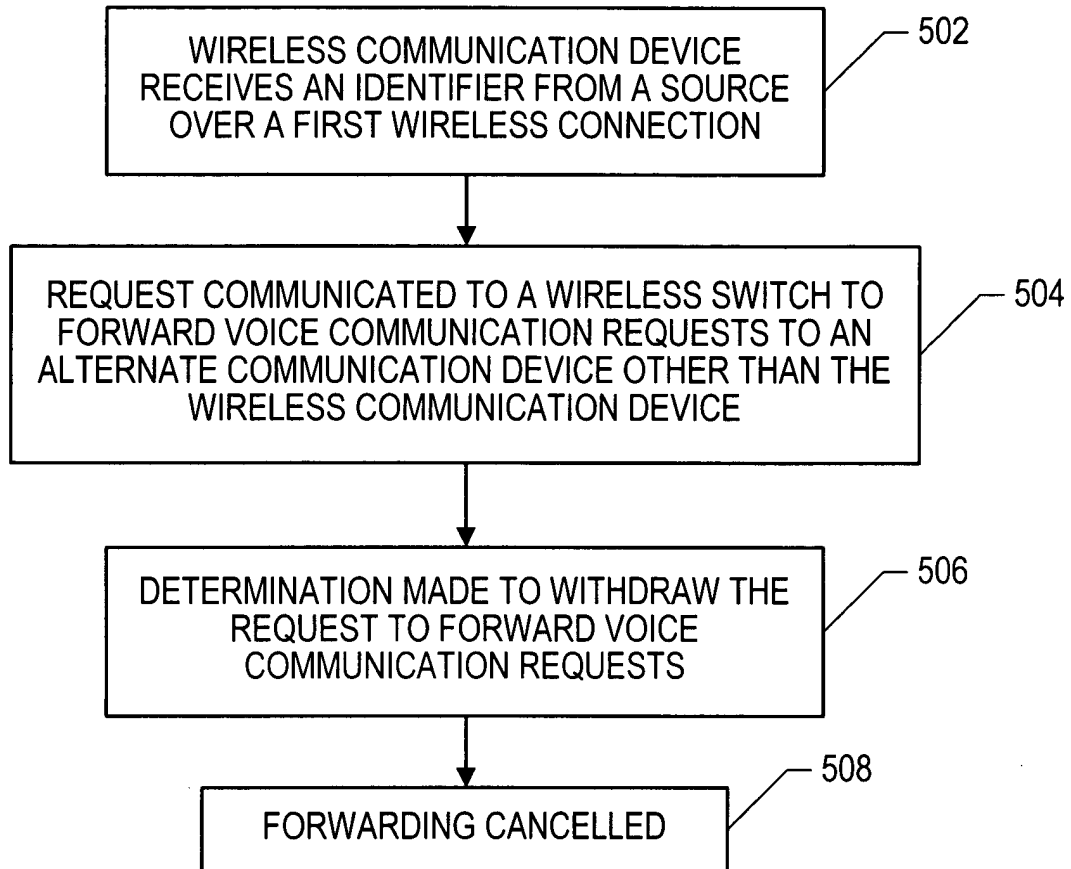 WIRELESS COMMUNICATION DEVICE
RECEIVES AN IDENTIFIER FROM A SOURCE
OVER A FIRST WIRELESS CONNECTION
502
REQUEST COMMUNICATED TO A WIRELESS SWITCH TO
FORWARD VOICE COMMUNICATION REQUESTS TO AN
ALTERNATE COMMUNICATION DEVICE OTHER THAN THE
WIRELESS COMMUNICATION DEVICE
504
DETERMINATION MADE TO WITHDRAW THE
REQUEST TO FORWARD VOICE
COMMUNICATION REQUESTS
506
FORWARDING CANCELLED
508